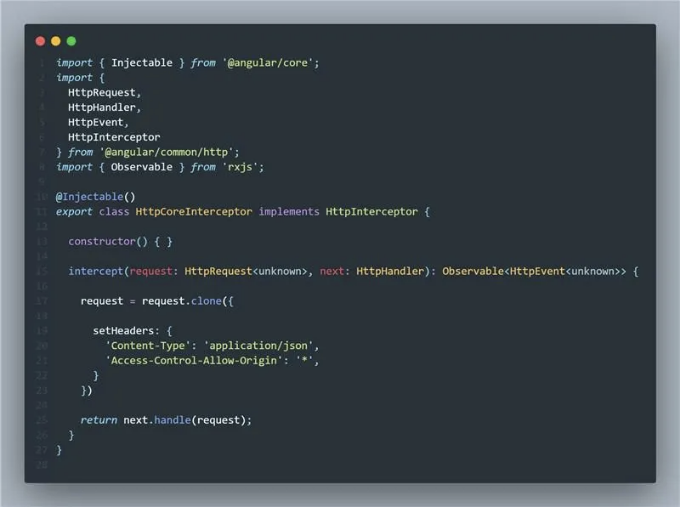 1 import { Injectable } from '@angular/core';
2 import {
3   HttpRequest,
4   HttpHandler,
5   HttpEvent,
6   HttpInterceptor
7 } from '@angular/common/http';
8 import { Observable } from 'rxjs';
9
10 @Injectable()
11 export class HttpCoreInterceptor implements HttpInterceptor {
12
13   constructor() { }
14
15   intercept(request: HttpRequest<unknown>, next: HttpHandler): Observable<HttpEvent<unknown>> {
16
17     request = request.clone({
18
19       setHeaders: {
20         'Content-Type': 'application/json',
21         'Access-Control-Allow-Origin': '*',
22       }
23     })
24
25     return next.handle(request);
26   }
27 }
28